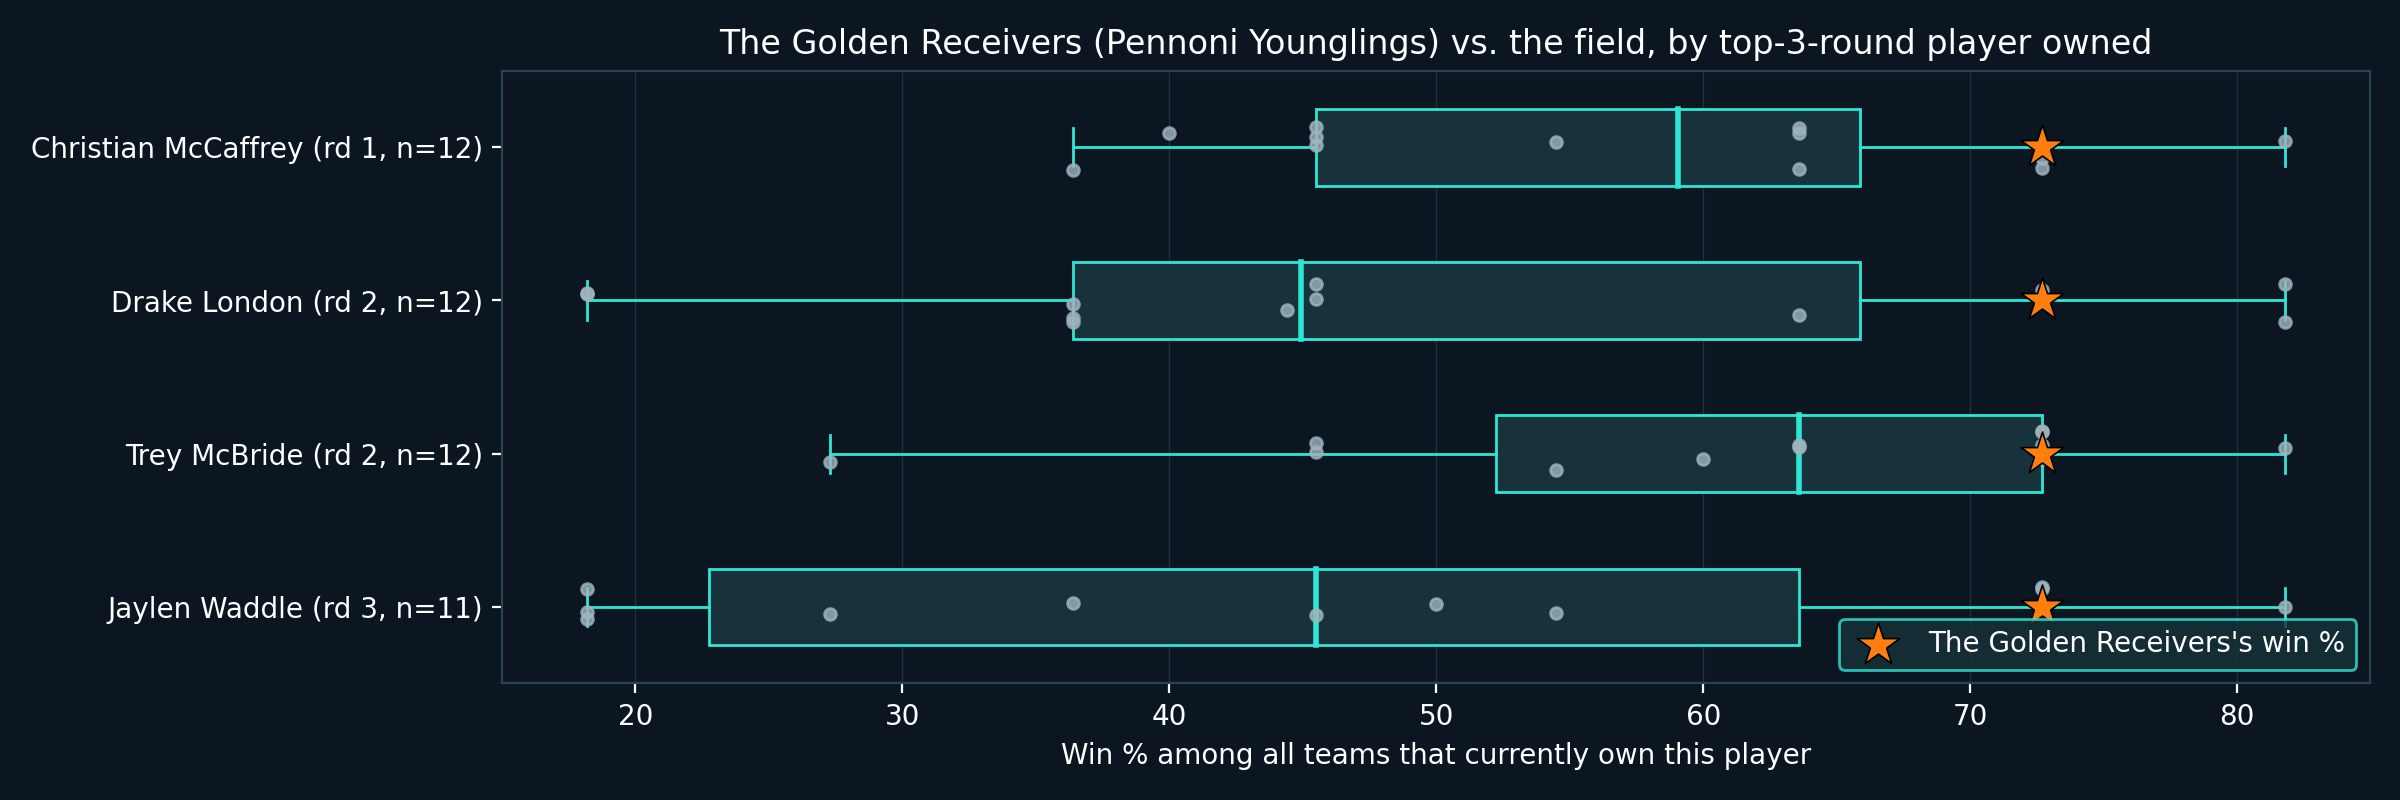 The Golden Receivers (Pennoni Younglings) vs. the field, by top-3-round player owned
Christian McCaffrey (rd 1, n=12)
Drake London (rd 2, n=12)
Trey McBride (rd 2, n=12)
Jaylen Waddle (rd 3, n=11)
The Golden Receivers's win %
20 30 40 50 60 70 80
Win % among all teams that currently own this player